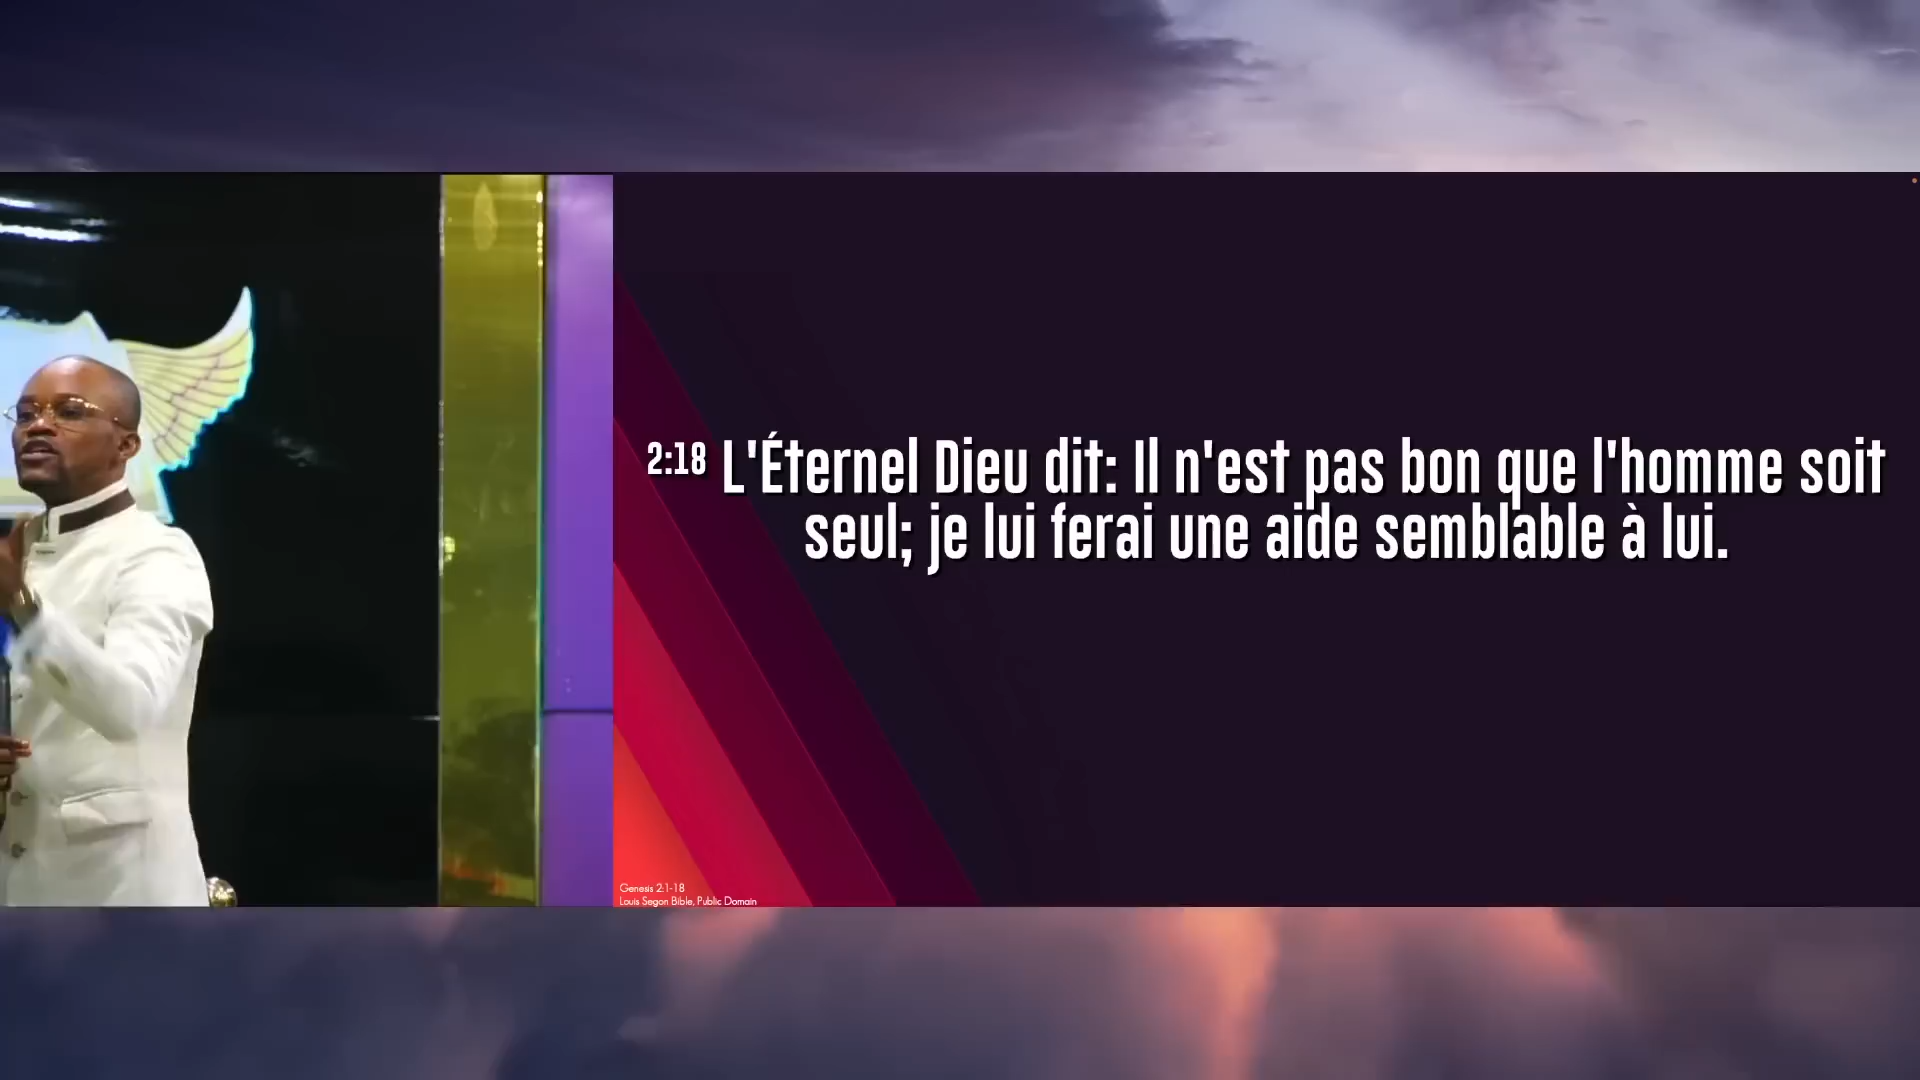 2:18 L'Éternel Dieu dit: Il n'est pas bon que l'homme soit
seul; je lui ferai une aide semblable à lui.
Genesis 2:1-18
Louis Segon Bible, Public Domain